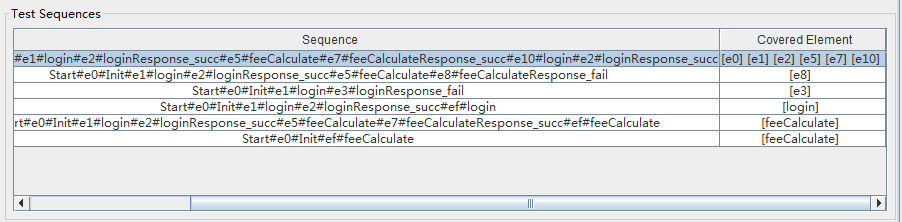 Test Sequences
Sequence Covered Element
#e1#login#e2#loginResponse_succ#e5#feeCalculate#e7#feeCalculateResponse_succ#e10#login#e2#loginResponse_succ [e0] [e1] [e2] [e5] [e7] [e10]
Start#e0#Init#e1#login#e2#loginResponse_succ#e5#feeCalculate#e8#feeCalculateResponse_fail [e8]
Start#e0#Init#e1#login#e3#loginResponse_fail [e3]
Start#e0#Init#e1#login#e2#loginResponse_succ#ef#login [login]
rt#e0#Init#e1#login#e2#loginResponse_succ#e5#feeCalculate#e7#feeCalculateResponse_succ#ef#feeCalculate [feeCalculate]
Start#e0#Init#ef#feeCalculate [feeCalculate]